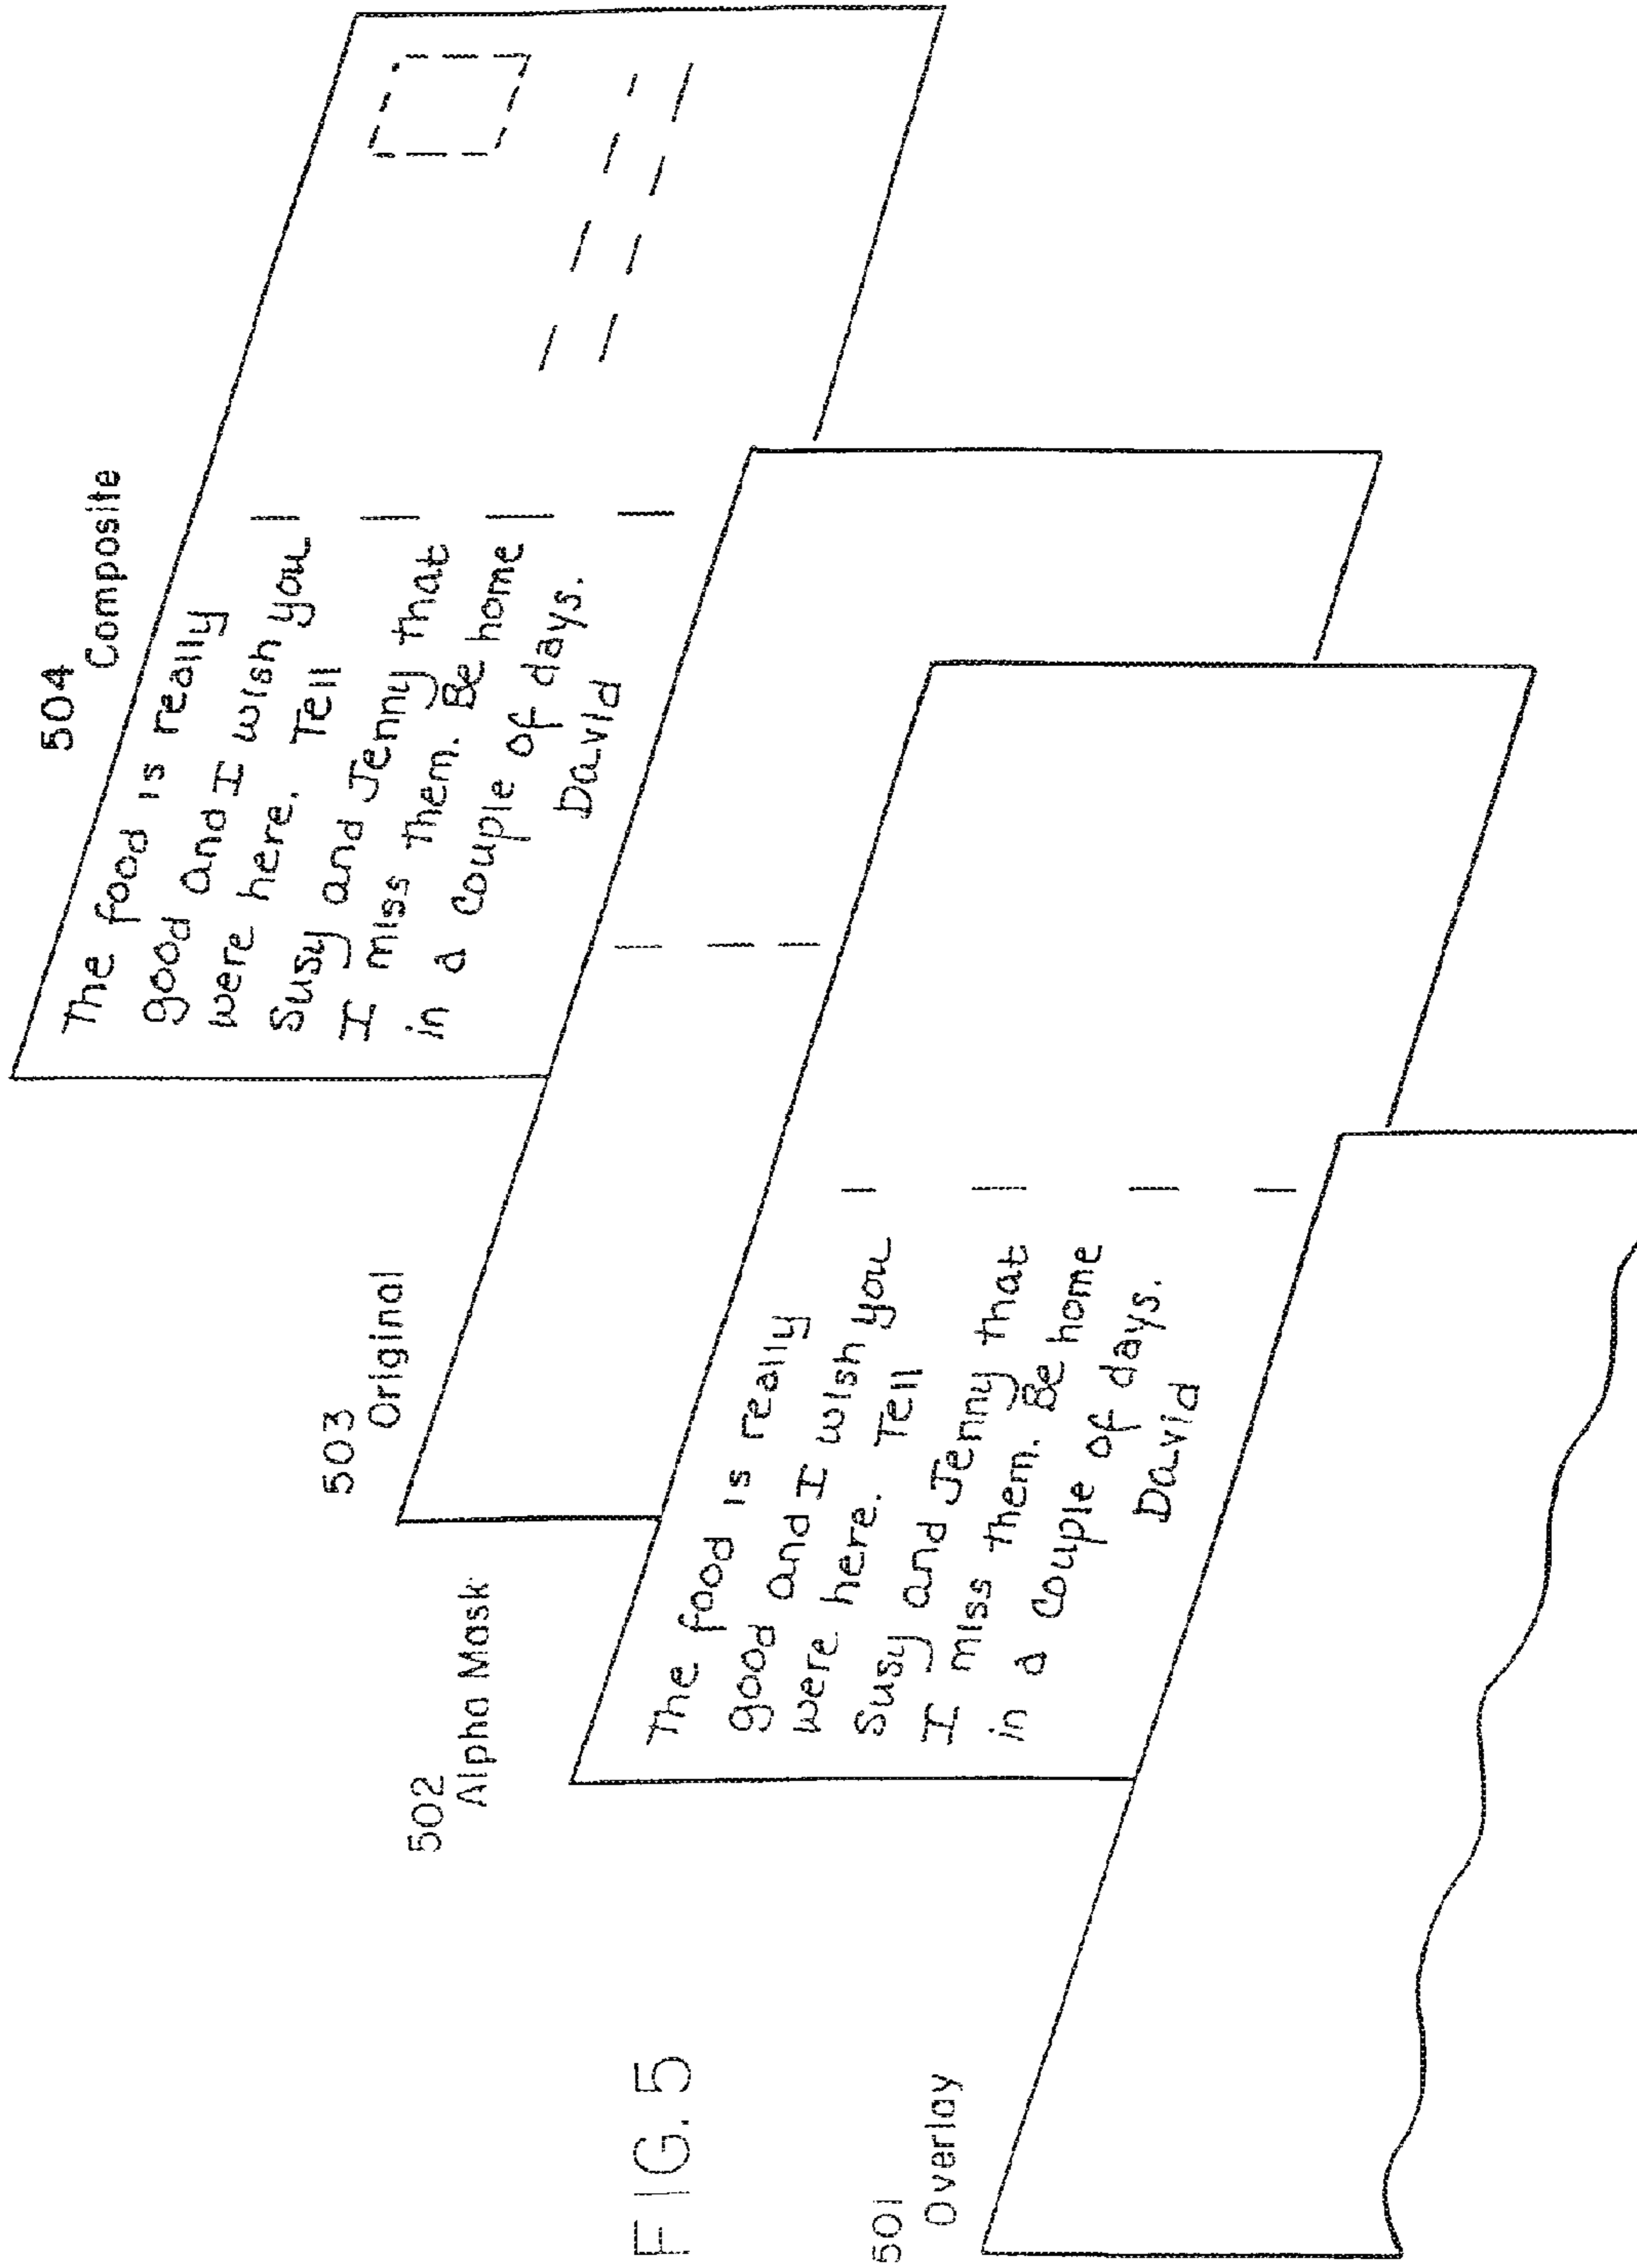 FIG. 5
501
Overlay
502
Alpha Mask
The food is really
good and I wish you
were here. Tell
Susy and Jenny that
I miss them. Be home
in a couple of days.
David
503
Original
504
Composite
The food is really
good and I wish you
were here. Tell
Susy and Jenny that
I miss them. Be home
in a couple of days.
David